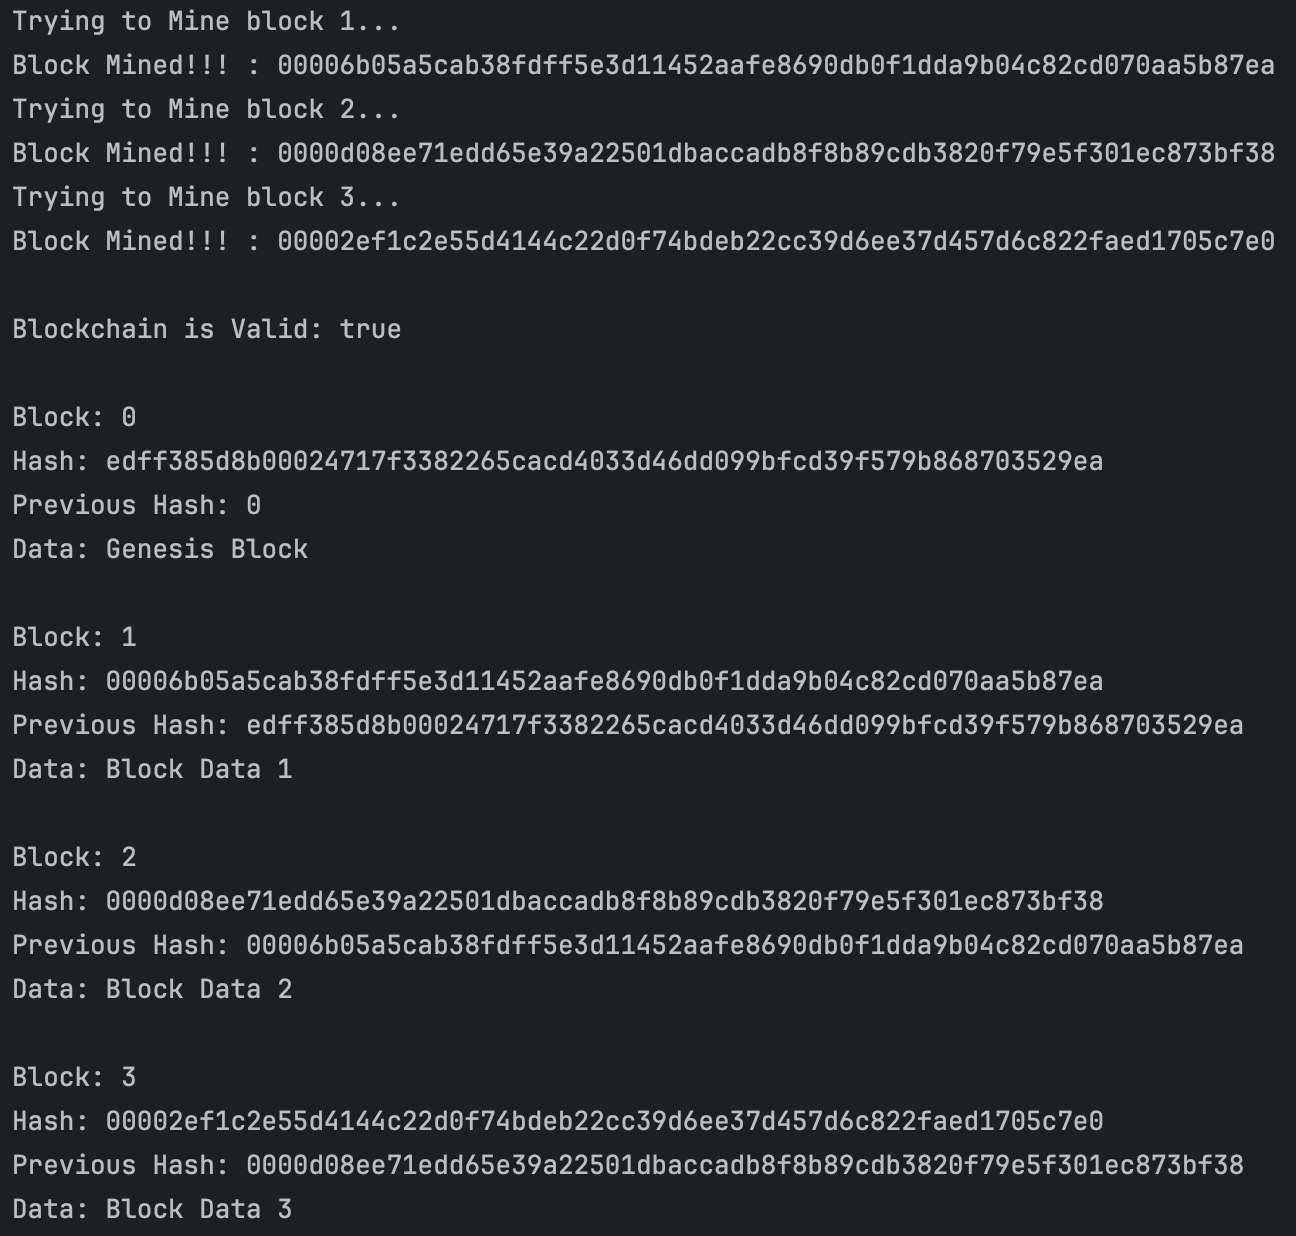 Trying to Mine block 1...
Block Mined!!! : 00006b05a5cab38fdff5e3d11452aafe8690db0f1dda9b04c82cd070aa5b87ea
Trying to Mine block 2...
Block Mined!!! : 0000d08ee71edd65e39a22501dbaccadb8f8b89cdb3820f79e5f301ec873bf38
Trying to Mine block 3...
Block Mined!!! : 00002ef1c2e55d4144c22d0f74bdeb22cc39d6ee37d457d6c822faed1705c7e0
Blockchain is Valid: true
Block: 0
Hash: edff385d8b00024717f3382265cacd4033d46dd099bfcd39f579b868703529ea
Previous Hash: 0
Data: Genesis Block
Block: 1
Hash: 00006b05a5cab38fdff5e3d11452aafe8690db0f1dda9b04c82cd070aa5b87ea
Previous Hash: edff385d8b00024717f3382265cacd4033d46dd099bfcd39f579b868703529ea
Data: Block Data 1
Block: 2
Hash: 0000d08ee71edd65e39a22501dbaccadb8f8b89cdb3820f79e5f301ec873bf38
Previous Hash: 00006b05a5cab38fdff5e3d11452aafe8690db0f1dda9b04c82cd070aa5b87ea
Data: Block Data 2
Block: 3
Hash: 00002ef1c2e55d4144c22d0f74bdeb22cc39d6ee37d457d6c822faed1705c7e0
Previous Hash: 0000d08ee71edd65e39a22501dbaccadb8f8b89cdb3820f79e5f301ec873bf38
Data: Block Data 3